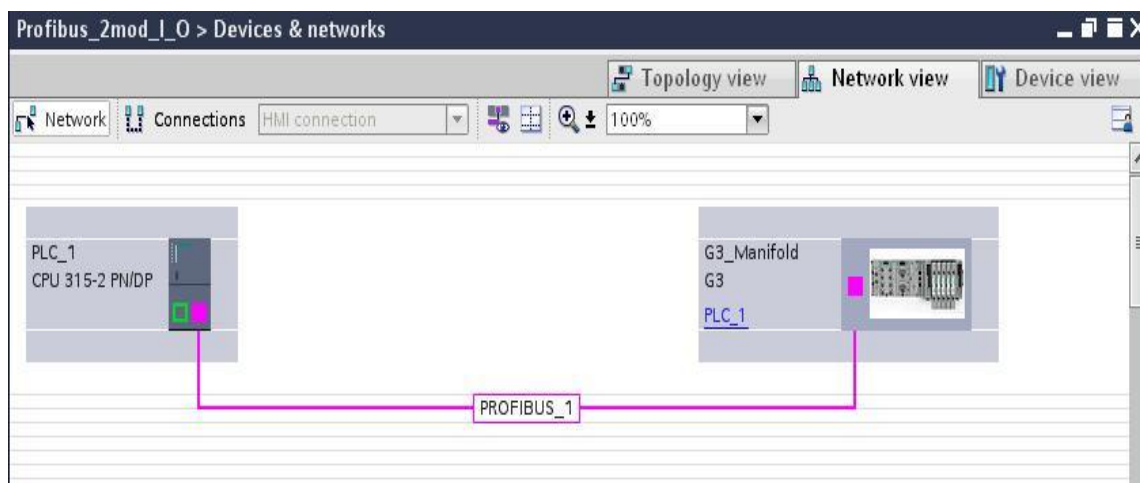 Profibus_2mod_I_O > Devices & networks
Topology view
Network view
Device view
Network
Connections
HMI connection
100%
PLC_1
CPU 315-2 PN/DP
G3_Manifold
G3
PLC_1
PROFIBUS_1